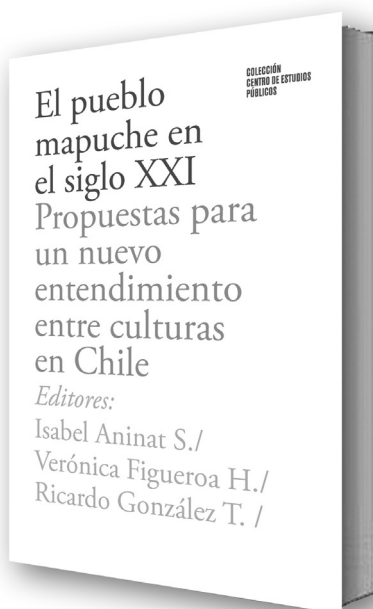 COLECCIÓN
CENTRO DE ESTUDIOS
PÚBLICOS
El pueblo
mapuche en
el siglo XXI
Propuestas para
un nuevo
entendimiento
entre culturas
en Chile
Editores:
Isabel Aninat S./
Verónica Figueroa H./
Ricardo González T. /